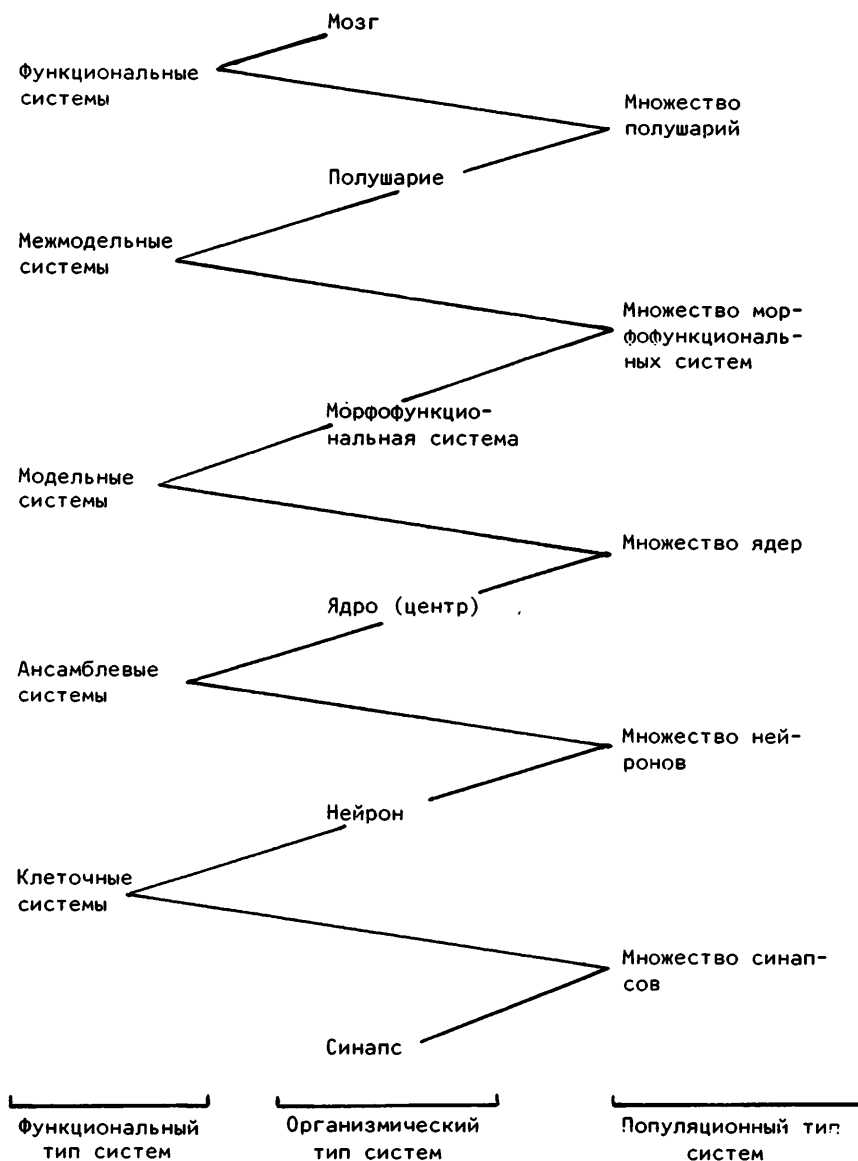 Мозг
Функциональные
системы
Множество
полушарий
Полушарие
Межмодельные
системы
Множество мор-
фофункциональ-
ных систем
Морфофункцио-
нальная система
Модельные
системы
Множество ядер
Ядро (центр)
Ансамблевые
системы
Множество ней-
ронов
Нейрон
Клеточные
системы
Множество синап-
сов
Синапс
Функциональный
тип систем
Организмический
тип систем
Популяционный тип
систем